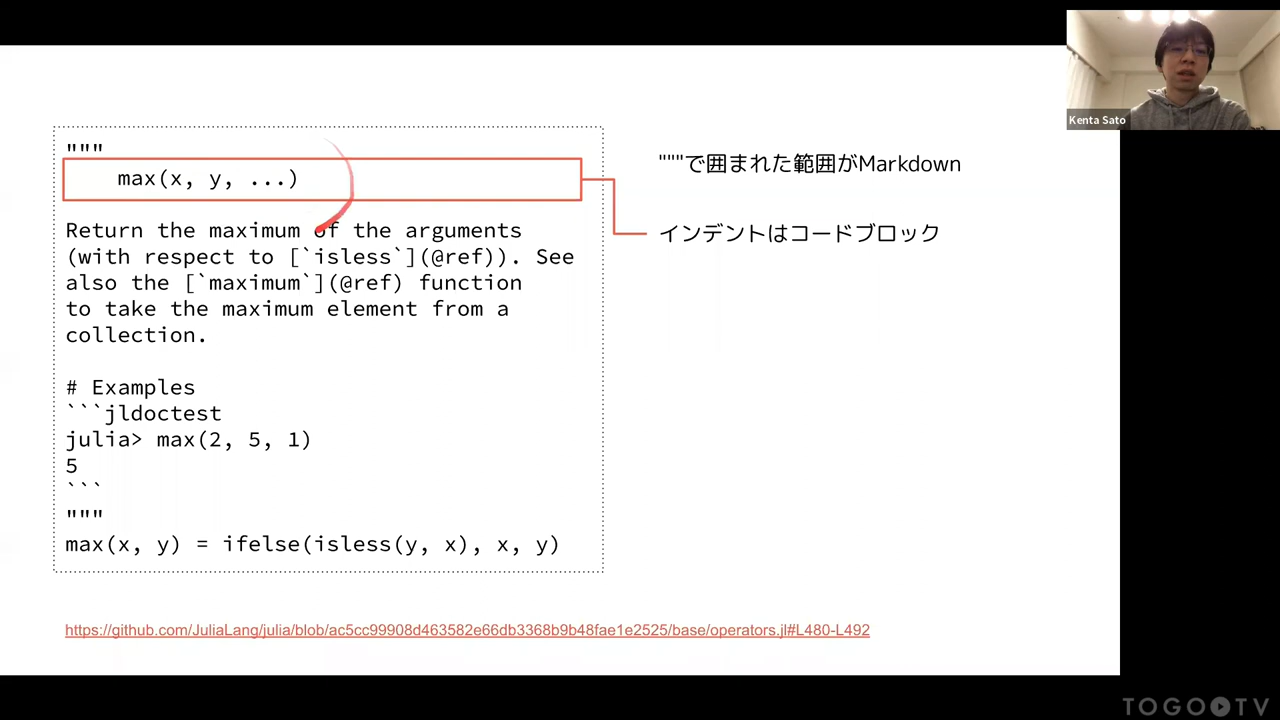 """
max(x, y, ...)
Return the maximum of the arguments
(with respect to [`isless`](@ref)). See
also the [`maximum`](@ref) function
to take the maximum element from a
collection.
# Examples
```jldoctest
julia> max(2, 5, 1)
5
```
"""
max(x, y) = ifelse(isless(y, x), x, y)
"""で囲まれた範囲がMarkdown
インデントはコードブロック
https://github.com/JuliaLang/julia/blob/ac5cc99908d463582e66db3368b9b48fae1e2525/base/operators.jl#L480-L492
Kenta Sato
TOGOTV